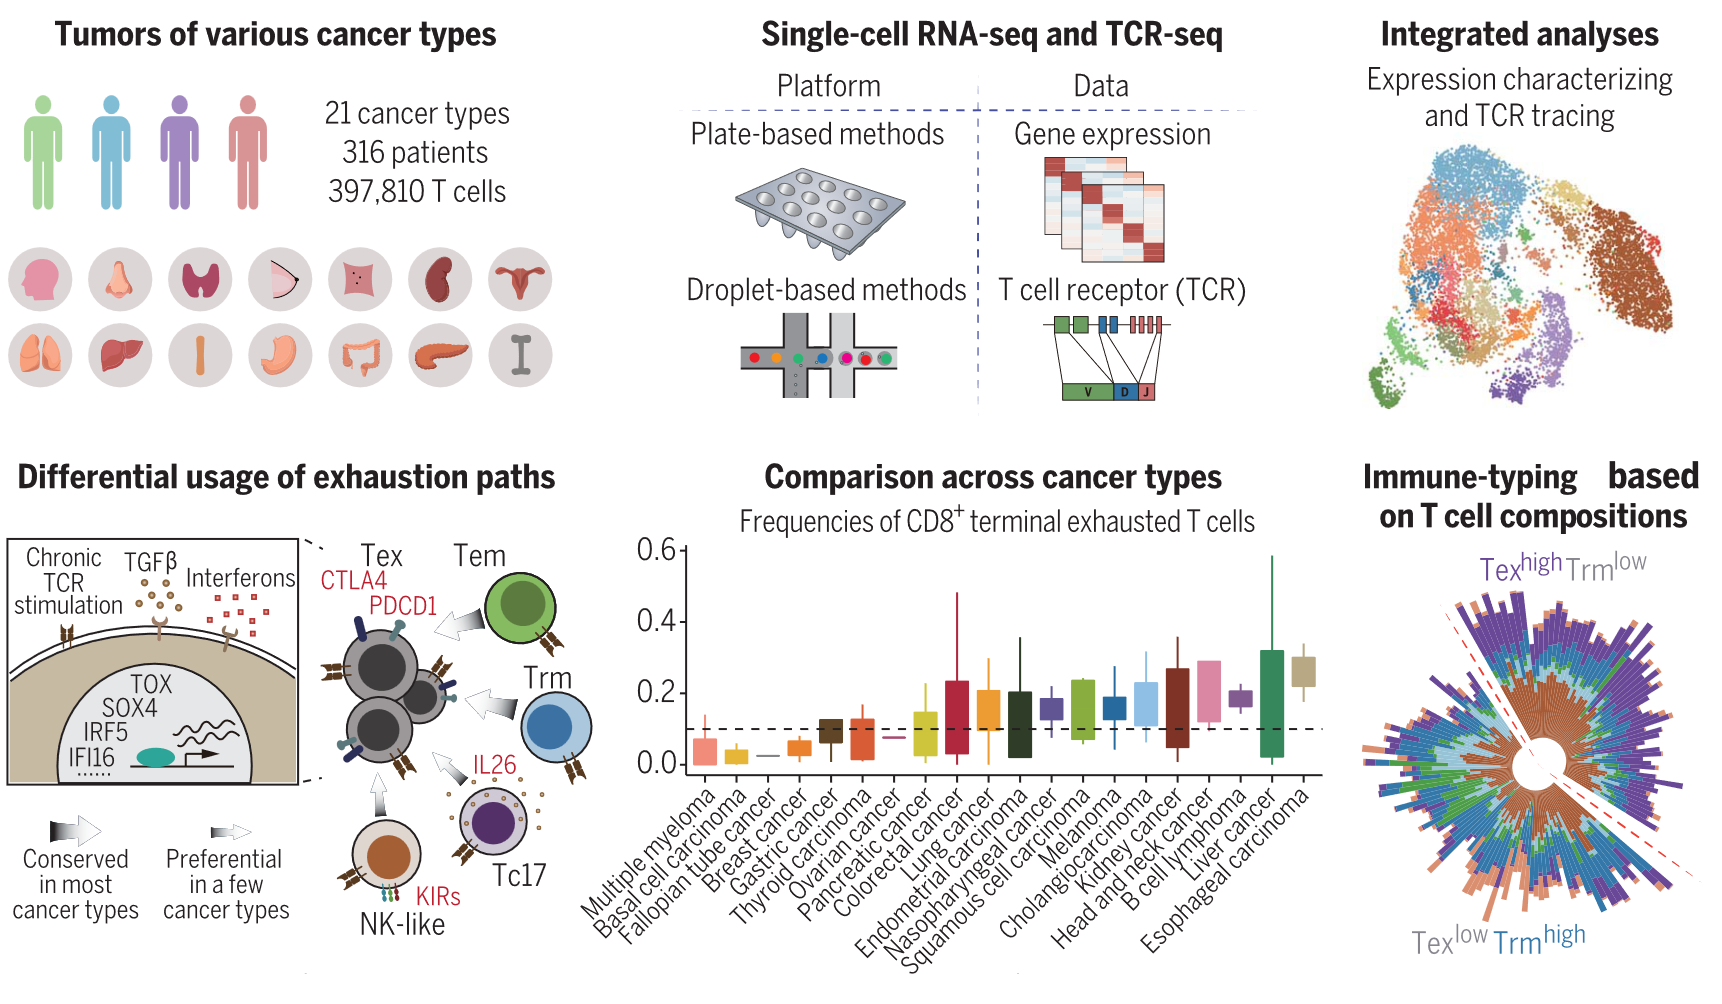 Tumors of various cancer types
21 cancer types
316 patients
397,810 T cells
Single-cell RNA-seq and TCR-seq
Platform
Data
Plate-based methods
Gene expression
Droplet-based methods
T cell receptor (TCR)
V
D
J
Integrated analyses
Expression characterizing
and TCR tracing
Differential usage of exhaustion paths
Chronic
TCR
stimulation
TGFβ
Interferons
TOX
SOX4
IRF5
IFI16
......
Tex
CTLA4
PDCD1
Tem
Trm
IL26
Tc17
KIRs
NK-like
Conserved
in most
cancer types
Preferential
in a few
cancer types
Comparison across cancer types
Frequencies of CD8+ terminal exhausted T cells
0.6
0.4
0.2
0.0
Multiple myeloma
Basal cell carcinoma
Fallopian tube cancer
Breast cancer
Gastric cancer
Thyroid carcinoma
Ovarian cancer
Pancreatic cancer
Colorectal cancer
Lung cancer
Endometrial carcinoma
Nasopharyngeal cancer
Squamous cell carcinoma
Melanoma
Cholangiocarcinoma
Kidney cancer
Head and neck cancer
B cell lymphoma
Liver cancer
Esophageal carcinoma
Immune-typing based
on T cell compositions
Texhigh Trmlow
Texlow Trmhigh